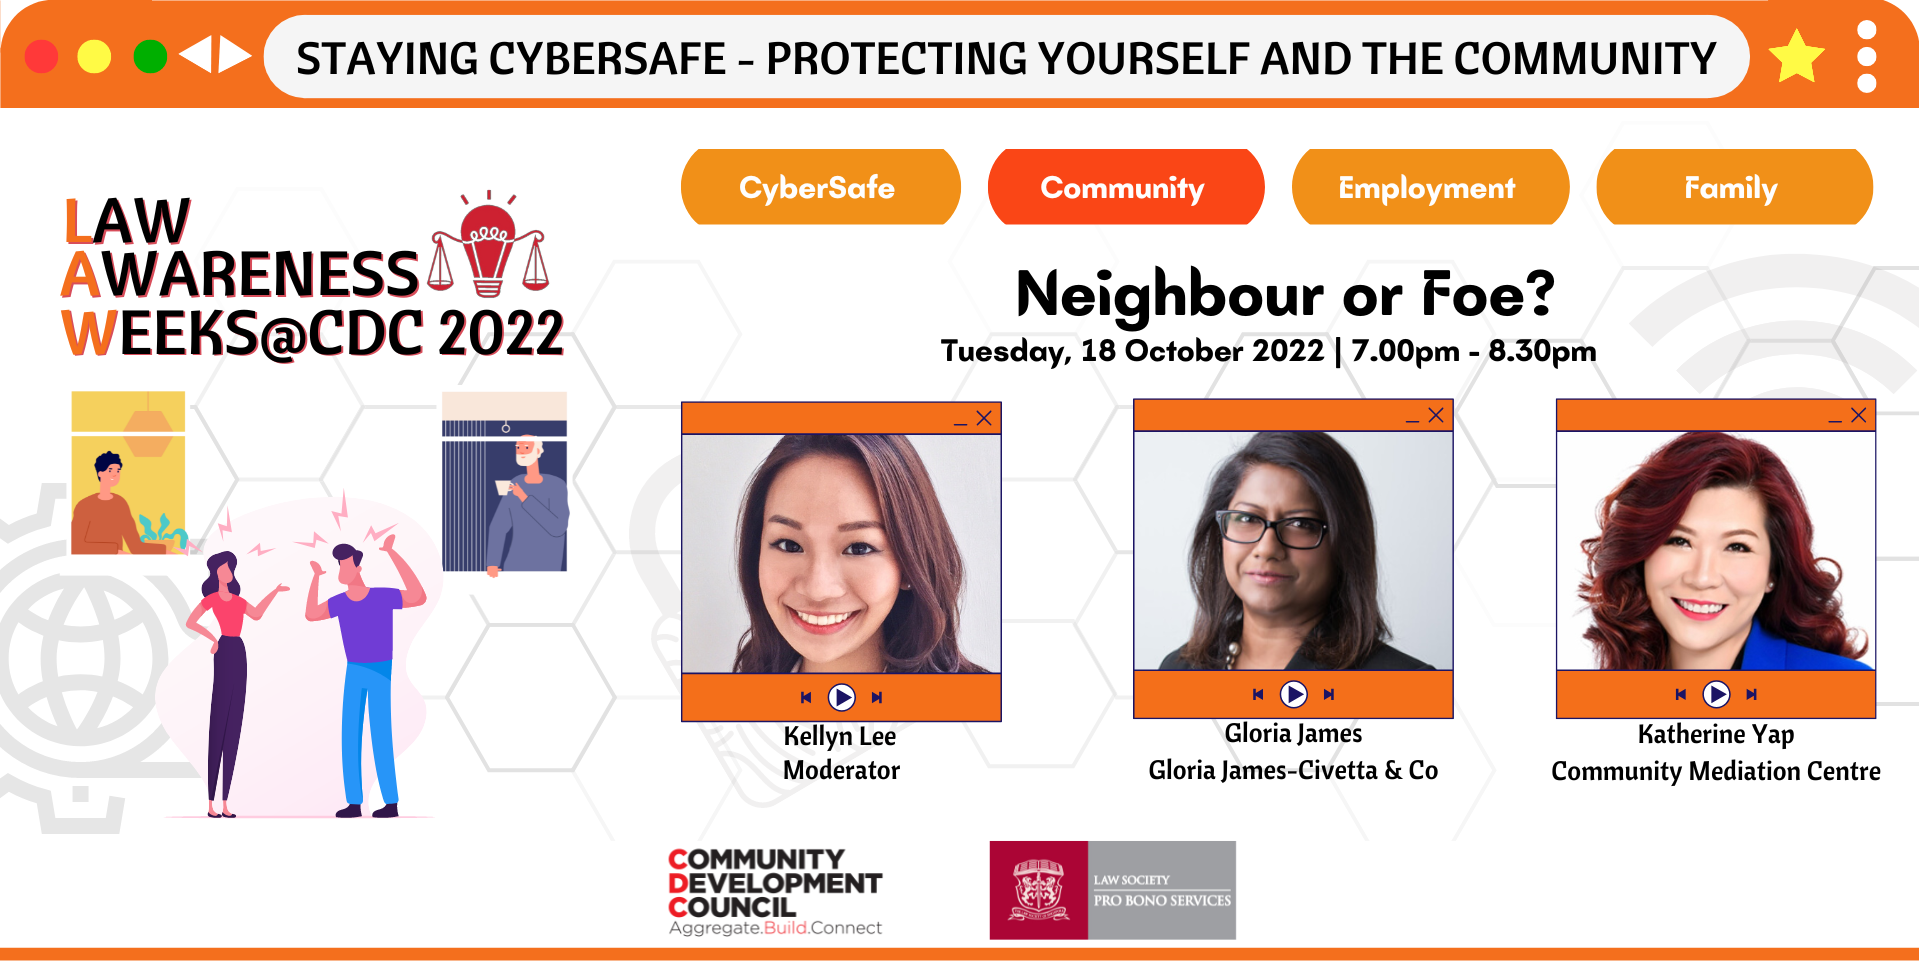 STAYING CYBERSAFE - PROTECTING YOURSELF AND THE COMMUNITY
LAW
AWARENESS
WEEKS@CDC 2022
CyberSafe
Community
Employment
Family
Neighbour or Foe?
Tuesday, 18 October 2022 | 7.00pm - 8.30pm
Kellyn Lee
Moderator
Gloria James
Gloria James-Civetta & Co
Katherine Yap
Community Mediation Centre
COMMUNITY
DEVELOPMENT
COUNCIL
Aggregate.Build.Connect
LAW SOCIETY
PRO BONO SERVICES